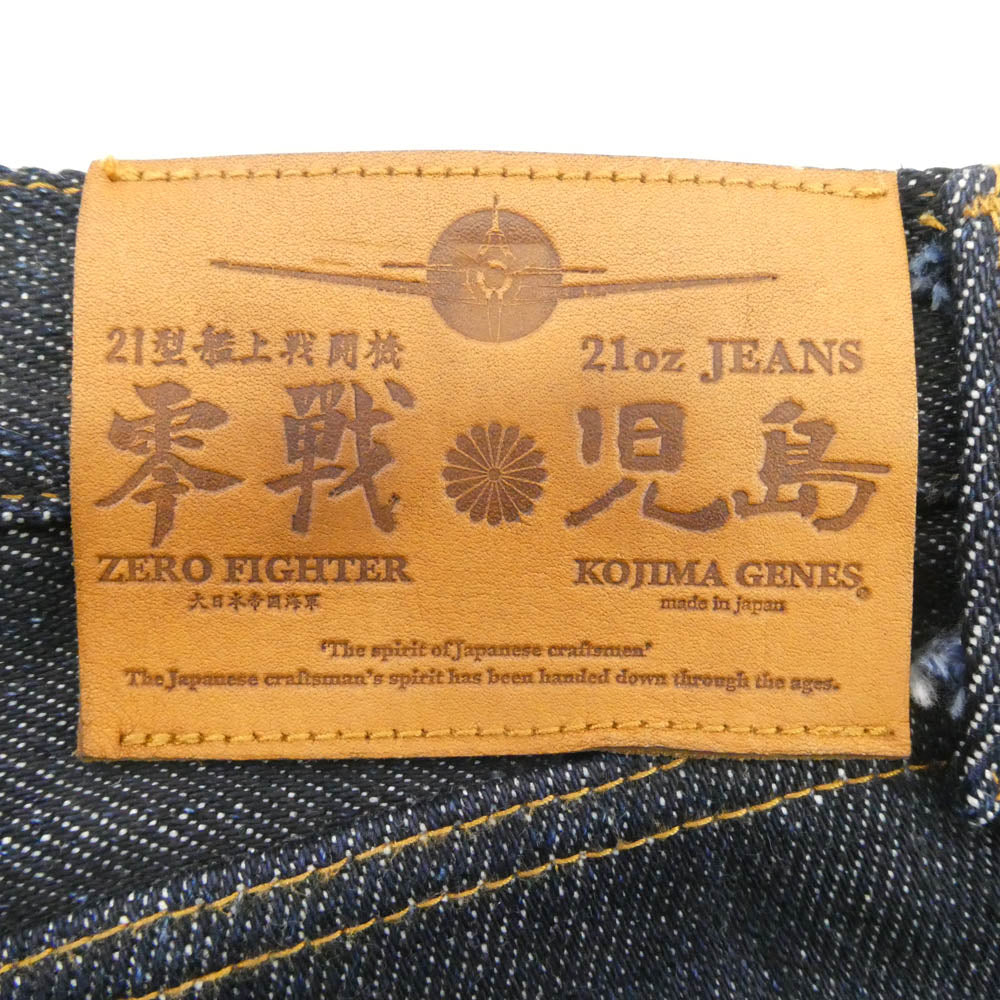 21型艦上戦闘機
零戰
ZERO FIGHTER
大日本帝国海軍
21oz JEANS
児島
KOJIMA GENES®
made in japan
"The spirit of Japanese craftsmen"
The Japanese craftsman's spirit has been handed down through the ages.